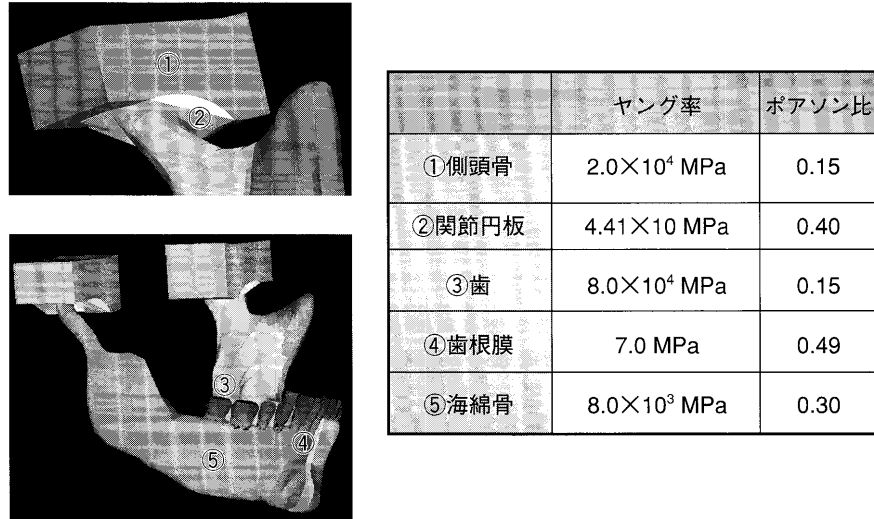 ①
②
③
④
⑤
ヤング率 ポアソン比
①側頭骨 2.0×10⁴ MPa 0.15
②関節円板 4.41×10 MPa 0.40
③歯 8.0×10⁴ MPa 0.15
④歯根膜 7.0 MPa 0.49
⑤海綿骨 8.0×10³ MPa 0.30